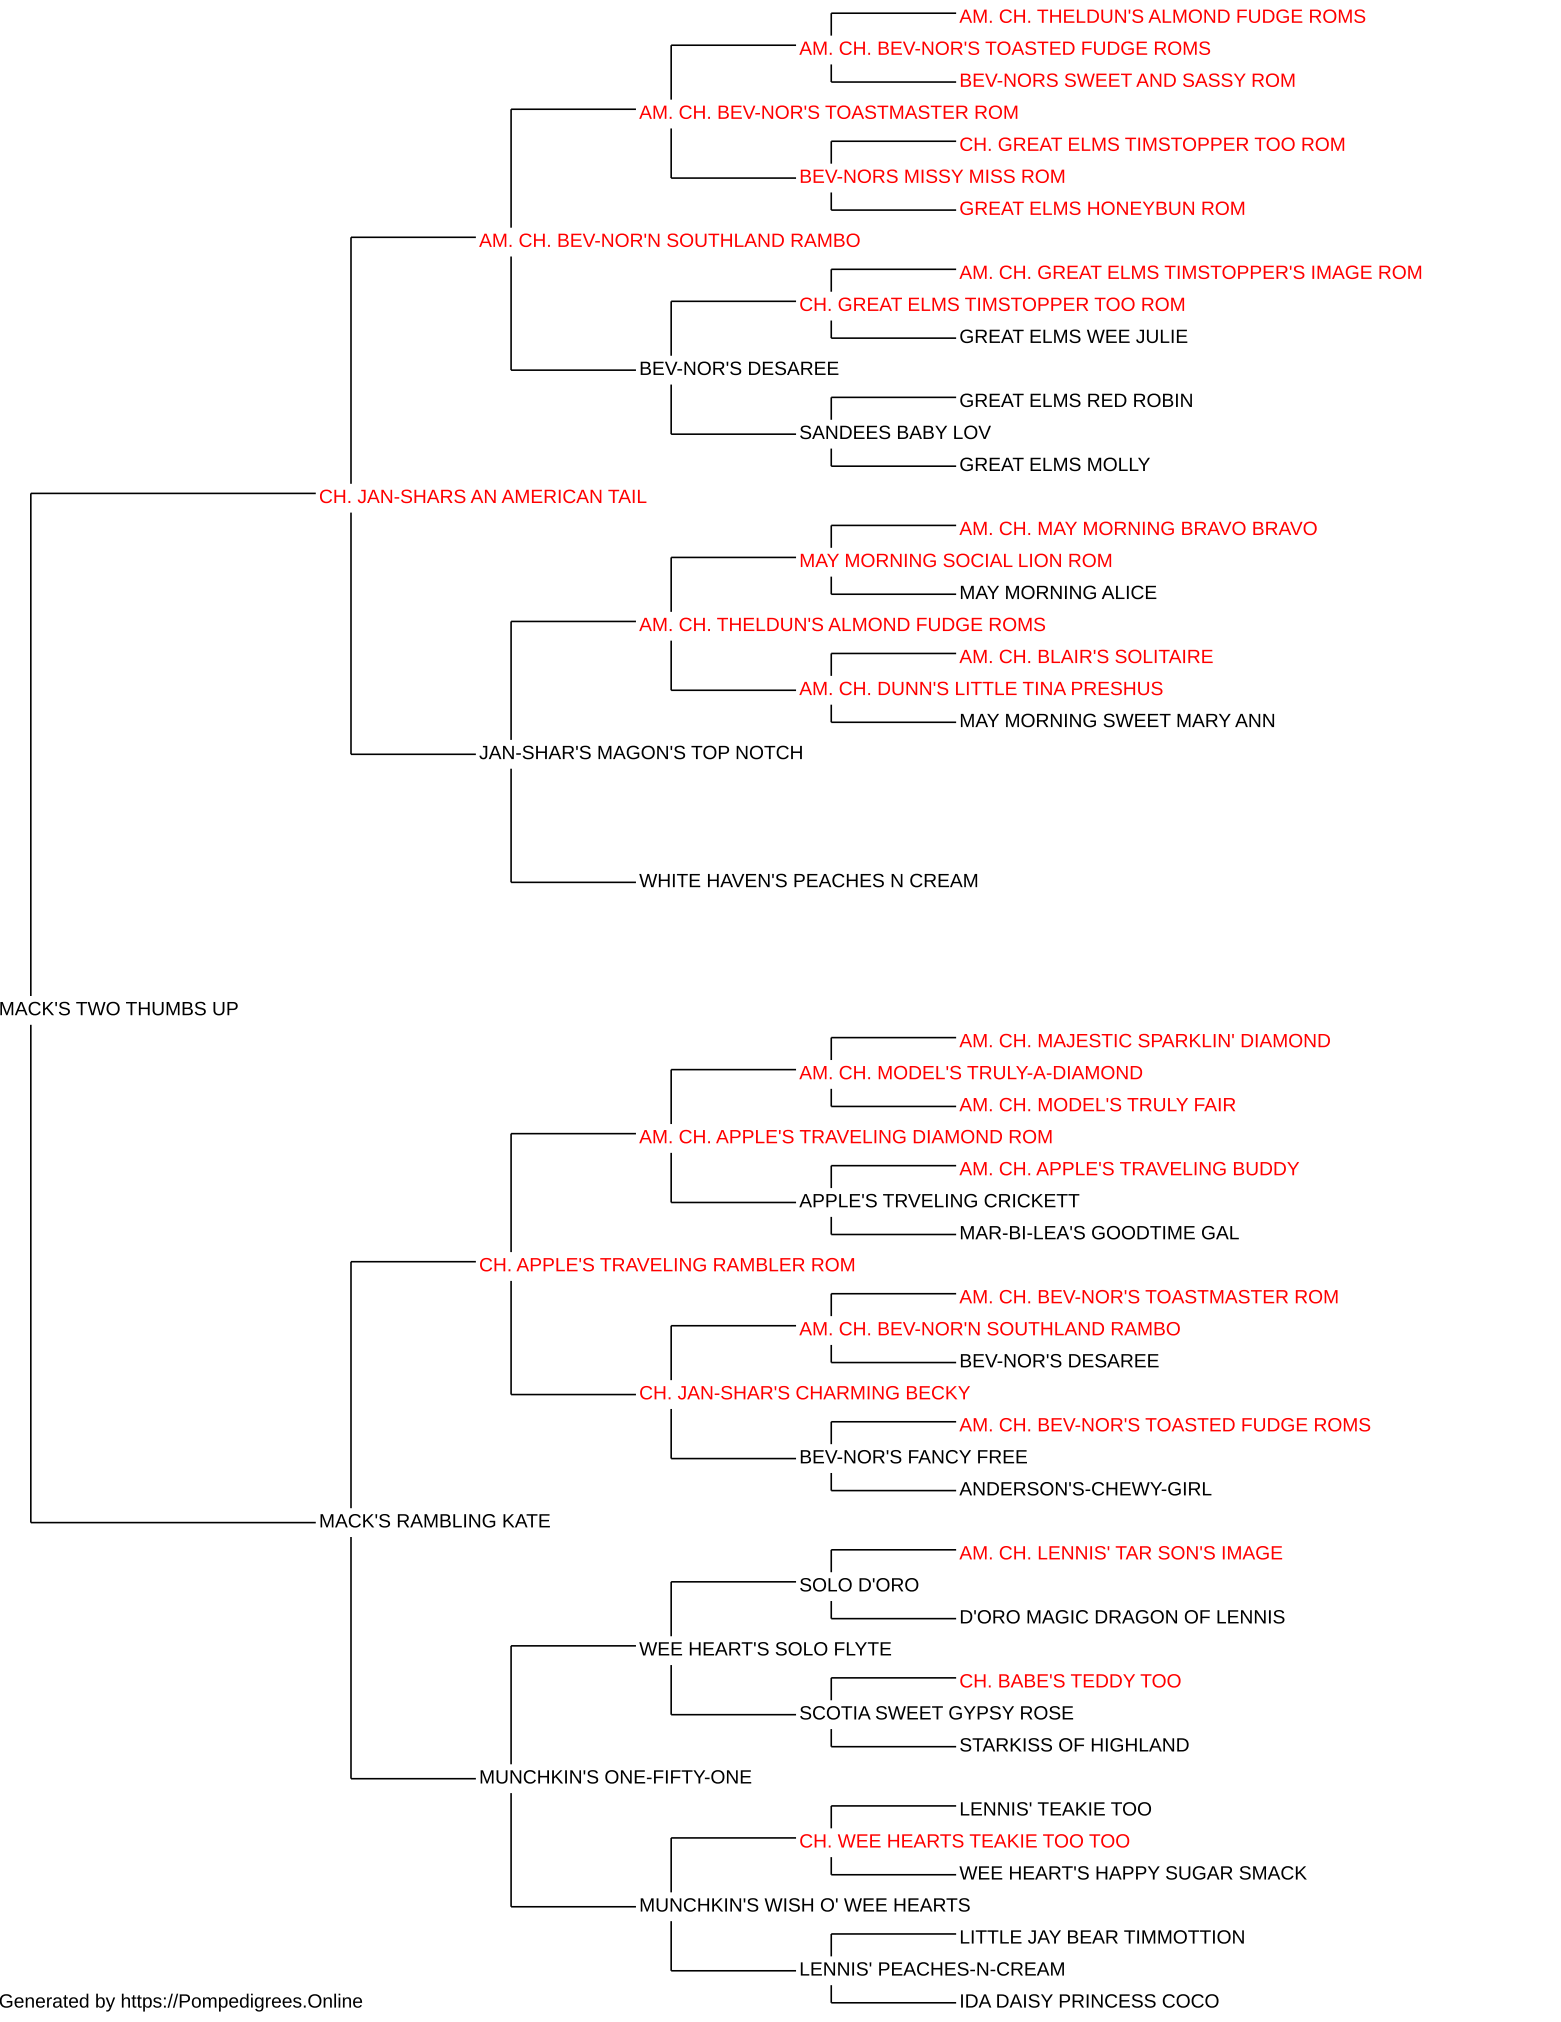 AM. CH. THELDUN'S ALMOND FUDGE ROMS
AM. CH. BEV-NOR'S TOASTED FUDGE ROMS
BEV-NORS SWEET AND SASSY ROM
AM. CH. BEV-NOR'S TOASTMASTER ROM
CH. GREAT ELMS TIMSTOPPER TOO ROM
BEV-NORS MISSY MISS ROM
GREAT ELMS HONEYBUN ROM
AM. CH. BEV-NOR'N SOUTHLAND RAMBO
AM. CH. GREAT ELMS TIMSTOPPER'S IMAGE ROM
CH. GREAT ELMS TIMSTOPPER TOO ROM
GREAT ELMS WEE JULIE
BEV-NOR'S DESAREE
GREAT ELMS RED ROBIN
SANDEES BABY LOV
GREAT ELMS MOLLY
CH. JAN-SHARS AN AMERICAN TAIL
AM. CH. MAY MORNING BRAVO BRAVO
MAY MORNING SOCIAL LION ROM
MAY MORNING ALICE
AM. CH. THELDUN'S ALMOND FUDGE ROMS
AM. CH. BLAIR'S SOLITAIRE
AM. CH. DUNN'S LITTLE TINA PRESHUS
MAY MORNING SWEET MARY ANN
JAN-SHAR'S MAGON'S TOP NOTCH
WHITE HAVEN'S PEACHES N CREAM
MACK'S TWO THUMBS UP
AM. CH. MAJESTIC SPARKLIN' DIAMOND
AM. CH. MODEL'S TRULY-A-DIAMOND
AM. CH. MODEL'S TRULY FAIR
AM. CH. APPLE'S TRAVELING DIAMOND ROM
AM. CH. APPLE'S TRAVELING BUDDY
APPLE'S TRVELING CRICKETT
MAR-BI-LEA'S GOODTIME GAL
CH. APPLE'S TRAVELING RAMBLER ROM
AM. CH. BEV-NOR'S TOASTMASTER ROM
AM. CH. BEV-NOR'N SOUTHLAND RAMBO
BEV-NOR'S DESAREE
CH. JAN-SHAR'S CHARMING BECKY
AM. CH. BEV-NOR'S TOASTED FUDGE ROMS
BEV-NOR'S FANCY FREE
ANDERSON'S-CHEWY-GIRL
MACK'S RAMBLING KATE
AM. CH. LENNIS' TAR SON'S IMAGE
SOLO D'ORO
D'ORO MAGIC DRAGON OF LENNIS
WEE HEART'S SOLO FLYTE
CH. BABE'S TEDDY TOO
SCOTIA SWEET GYPSY ROSE
STARKISS OF HIGHLAND
MUNCHKIN'S ONE-FIFTY-ONE
LENNIS' TEAKIE TOO
CH. WEE HEARTS TEAKIE TOO TOO
WEE HEART'S HAPPY SUGAR SMACK
MUNCHKIN'S WISH O' WEE HEARTS
LITTLE JAY BEAR TIMMOTTION
LENNIS' PEACHES-N-CREAM
IDA DAISY PRINCESS COCO
Generated by https://Pompedigrees.Online